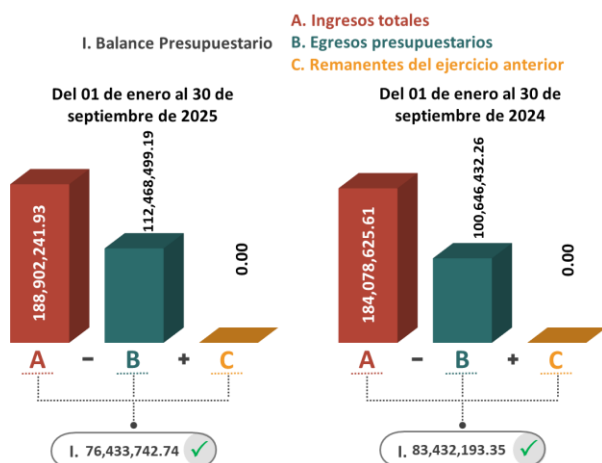 A. Ingresos totales
I. Balance Presupuestario
B. Egresos presupuestarios
C. Remanentes del ejercicio anterior
Del 01 de enero al 30 de
septiembre de 2025
188,902,241.93
112,468,499.19
0.00
A – B + C
I. 76,433,742.74 ✓
Del 01 de enero al 30 de
septiembre de 2024
184,078,625.61
100,646,432.26
0.00
A – B + C
I. 83,432,193.35 ✓